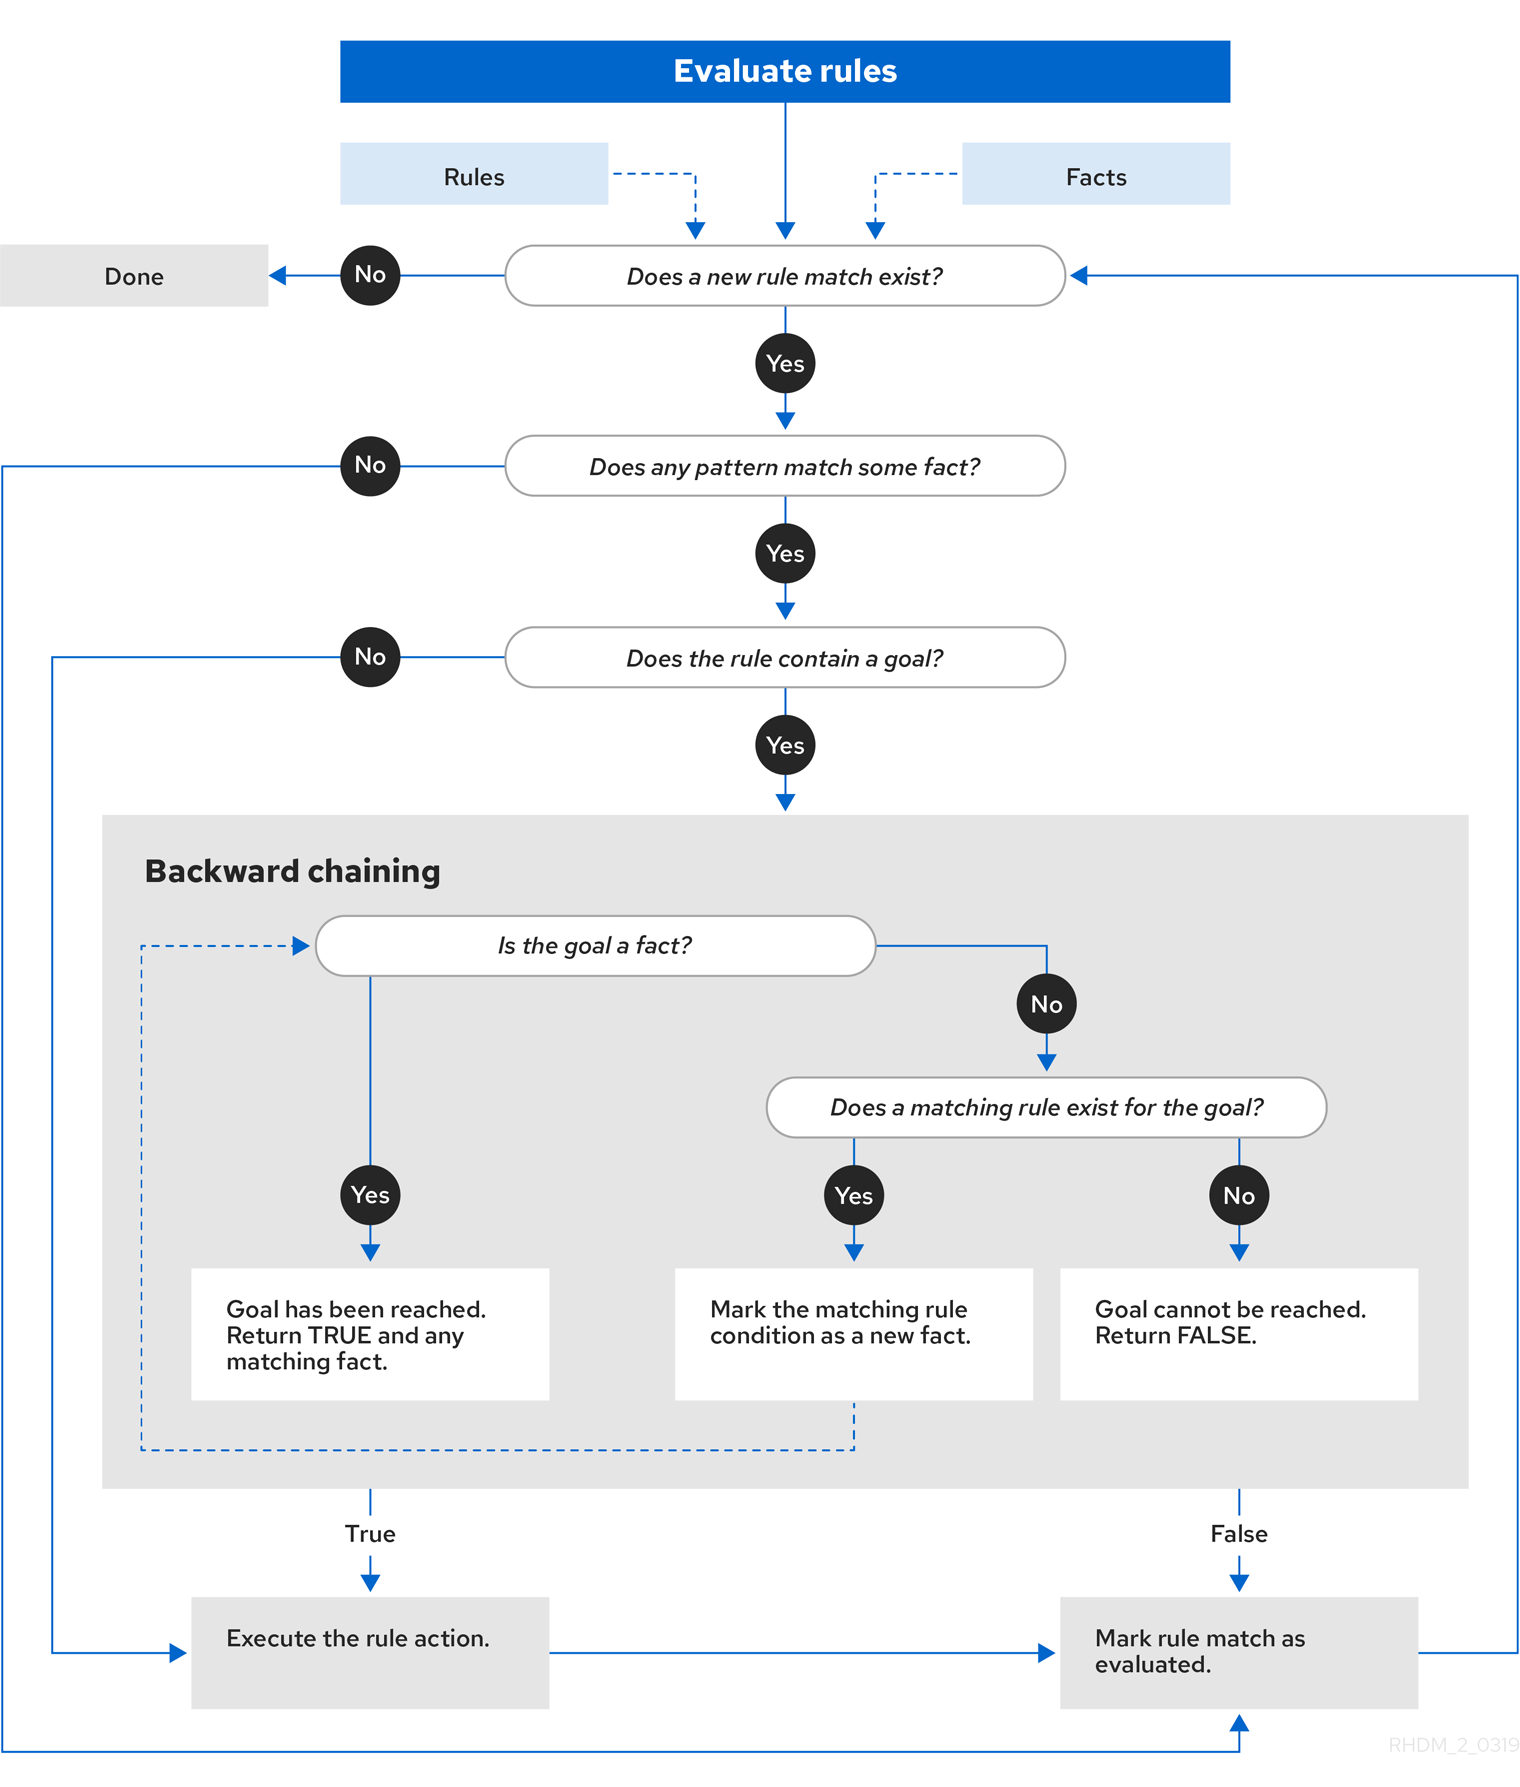 Evaluate rules
Rules
Facts
Done
No
Does a new rule match exist?
Yes
No
Does any pattern match some fact?
Yes
No
Does the rule contain a goal?
Yes
Backward chaining
Is the goal a fact?
No
Does a matching rule exist for the goal?
Yes
Yes
No
Goal has been reached.
Return TRUE and any
matching fact.
Mark the matching rule
condition as a new fact.
Goal cannot be reached.
Return FALSE.
True
False
Execute the rule action.
Mark rule match as
evaluated.
RHDM_2_0319